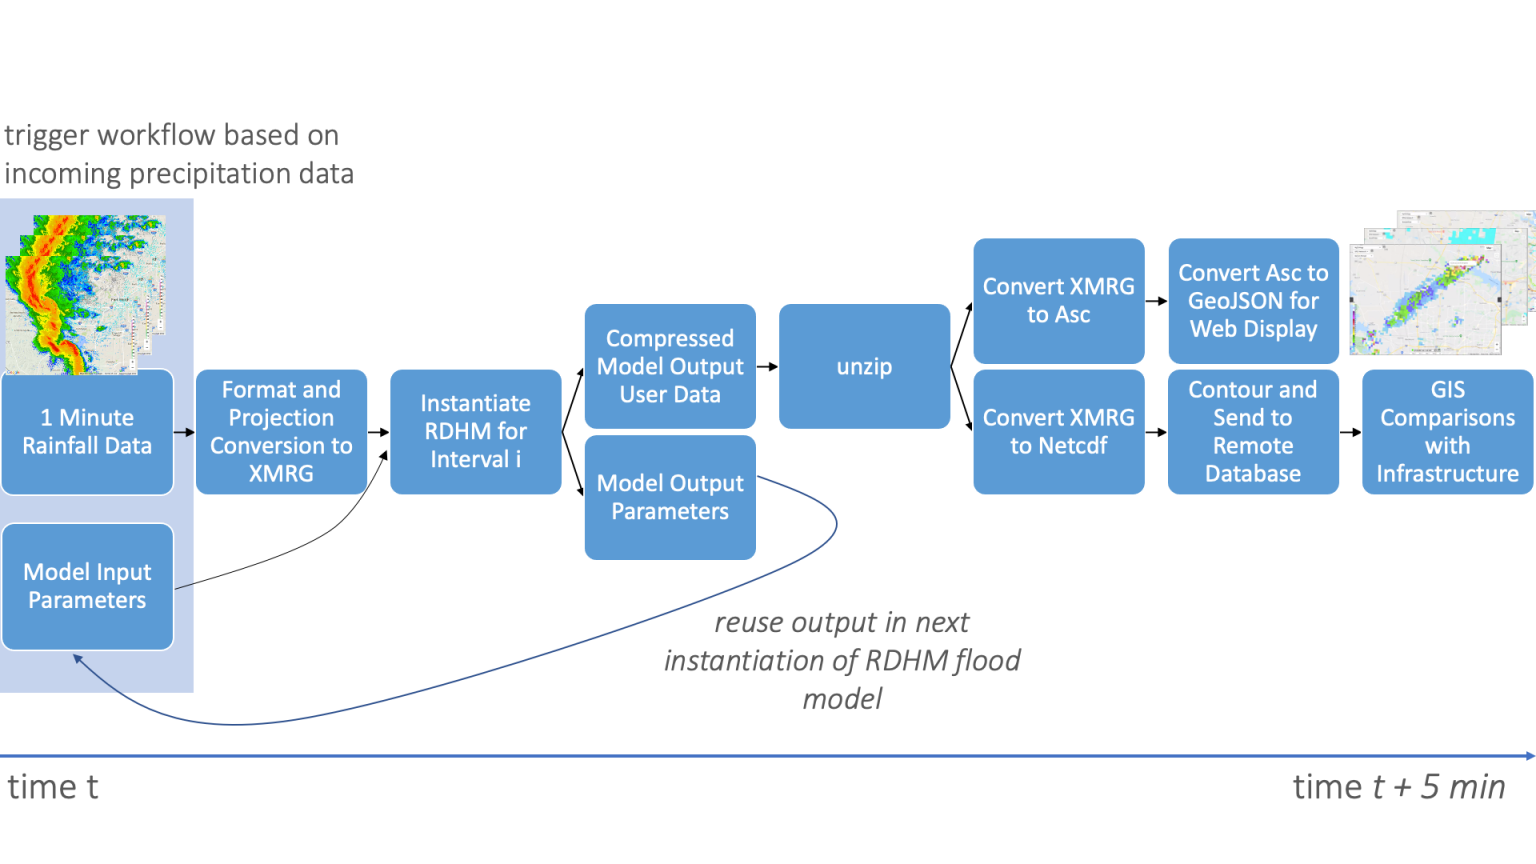 trigger workflow based on
incoming precipitation data
1 Minute
Rainfall Data
Format and
Projection
Conversion to
XMRG
Instantiate
RDHM for
Interval i
Compressed
Model Output
User Data
unzip
Convert XMRG
to Asc
Convert Asc to
GeoJSON for
Web Display
Model Output
Parameters
Convert XMRG
to Netcdf
Contour and
Send to
Remote
Database
GIS
Comparisons
with
Infrastructure
Model Input
Parameters
reuse output in next
instantiation of RDHM flood
model
time t
time t + 5 min